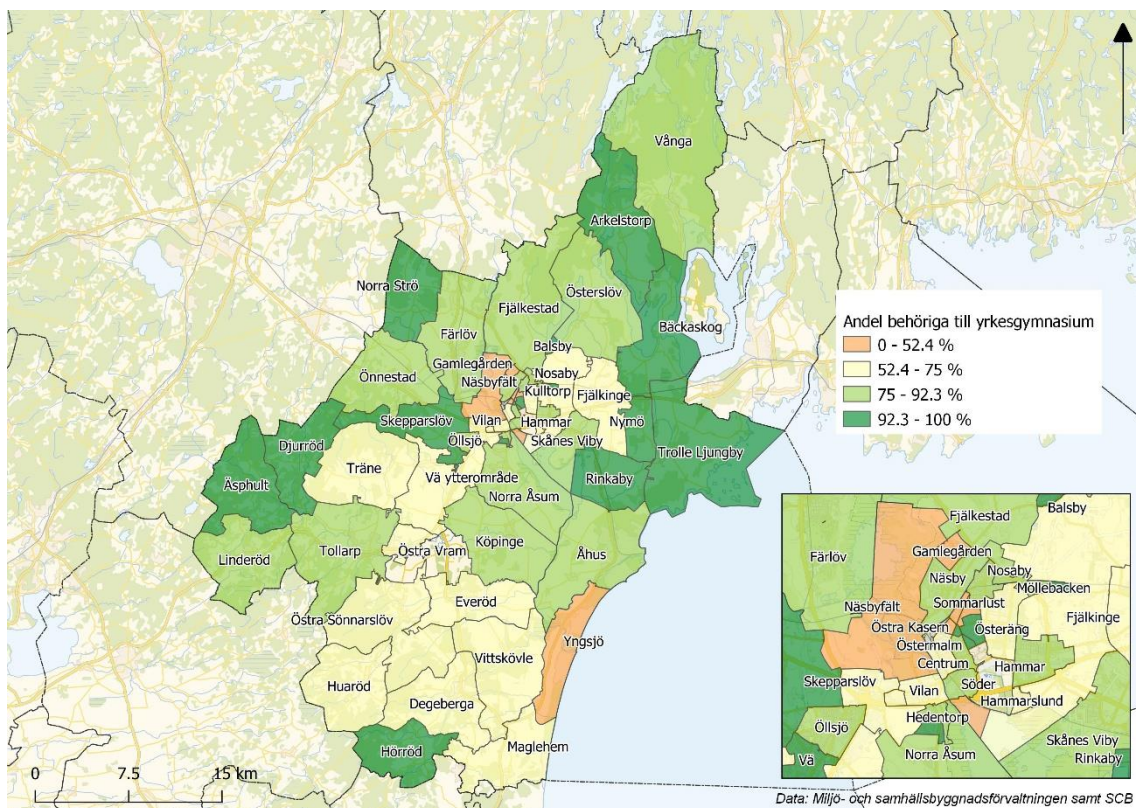 Vånga
Arkelstorp
Norra Strö
Österslöv
Fjälkestad
Bäckaskog
Färlöv
Balsby
Gamlegården
Nosaby
Önnestad
Näsbyfält
Kulltorp
Fjälkinge
Skepparslöv
Vilan
Hammar
Nymö
Djurröd
Öllsjö
Skånes Viby
Trolle Ljungby
Träne
Vä ytterområde
Rinkaby
Äsphult
Norra Åsum
Linderöd
Tollarp
Östra Vram
Köpinge
Åhus
Everöd
Östra Sönnarslöv
Yngsjö
Vittskövle
Huaröd
Degeberga
Hörröd
Maglehem
Andel behöriga till yrkesgymnasium
0 - 52.4 %
52.4 - 75 %
75 - 92.3 %
92.3 - 100 %
Balsby
Fjälkestad
Färlöv
Gamlegården
Näsby
Nosaby
Möllebacken
Näsbyfält
Sommarlust
Fjälkinge
Östra Kasern
Österäng
Östermalm
Centrum
Hammar
Skepparslöv
Vilan
Söder
Hammarslund
Öllsjö
Hedentorp
Skånes Viby
Vä
Norra Åsum
Rinkaby
0 7.5 15 km
Data: Miljö- och samhällsbyggnadsförvaltningen samt SCB